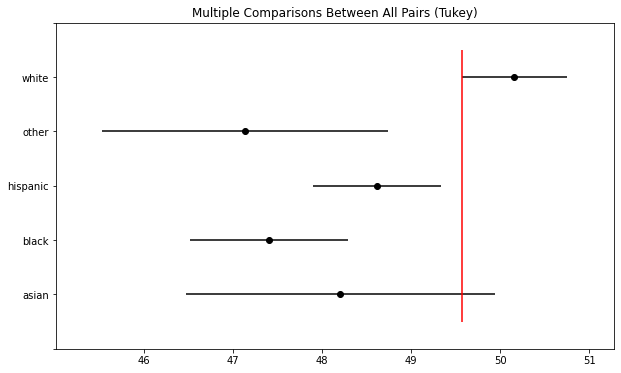 Multiple Comparisons Between All Pairs (Tukey)
white
other
hispanic
black
asian
46 47 48 49 50 51